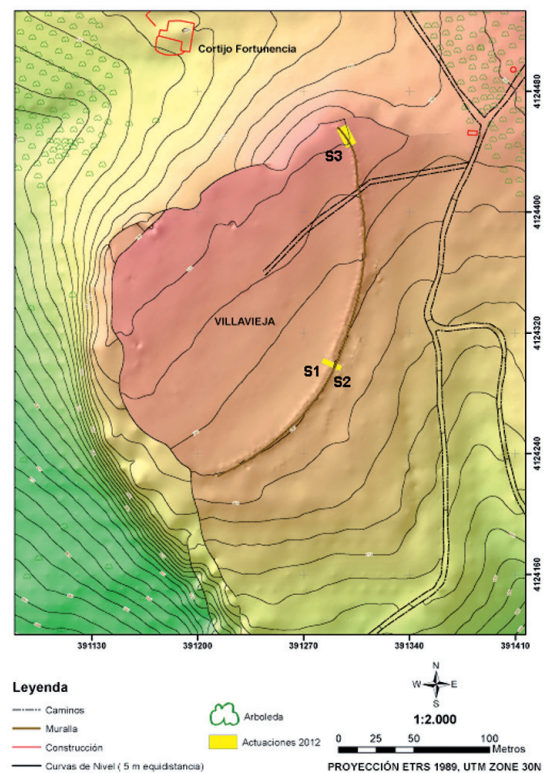 Cortijo Fortunencia
4124480
S3
4124400
VILLAVIEJA
4124320
S1
S2
4124240
4124160
391130 391200 391270 391340 391410
Leyenda
Caminos
Muralla
Construcción
Curvas de Nivel ( 5 m equidistancia)
Arboleda
Actuaciones 2012
N
W E
S
1:2.000
0 25 50 100
Metros
PROYECCIÓN ETRS 1989, UTM ZONE 30N